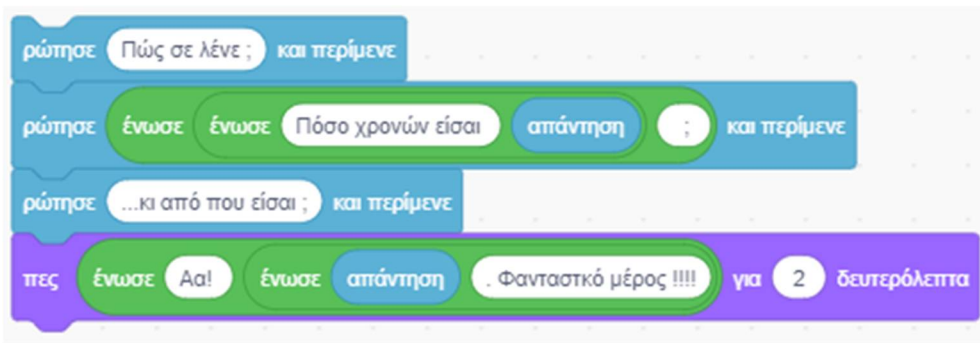 ρώτησε Πώς σε λένε ; και περίμενε
ρώτησε ένωσε ένωσε Πόσο χρονών είσαι απάντηση ; και περίμενε
ρώτησε ...κι από που είσαι ; και περίμενε
πες ένωσε Αα! ένωσε απάντηση . Φανταστκό μέρος !!!! για 2 δευτερόλεπτα